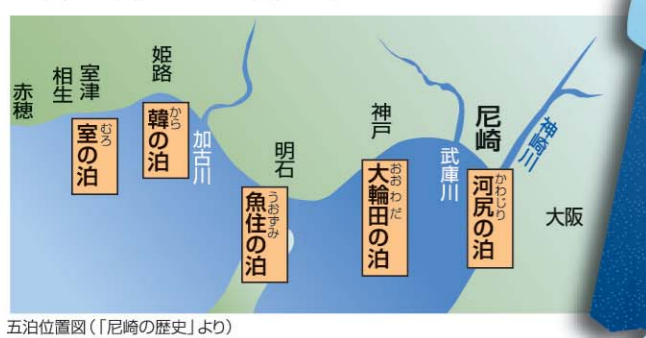 赤穂
相生
室津
室の泊
むろ
姫路
韓の泊
から
加古川
明石
魚住の泊
うおずみ
神戸
大輪田の泊
おおわだ
武庫川
尼崎
河尻の泊
かわじり
神崎川
大阪
五泊位置図(「尼崎の歴史」より)